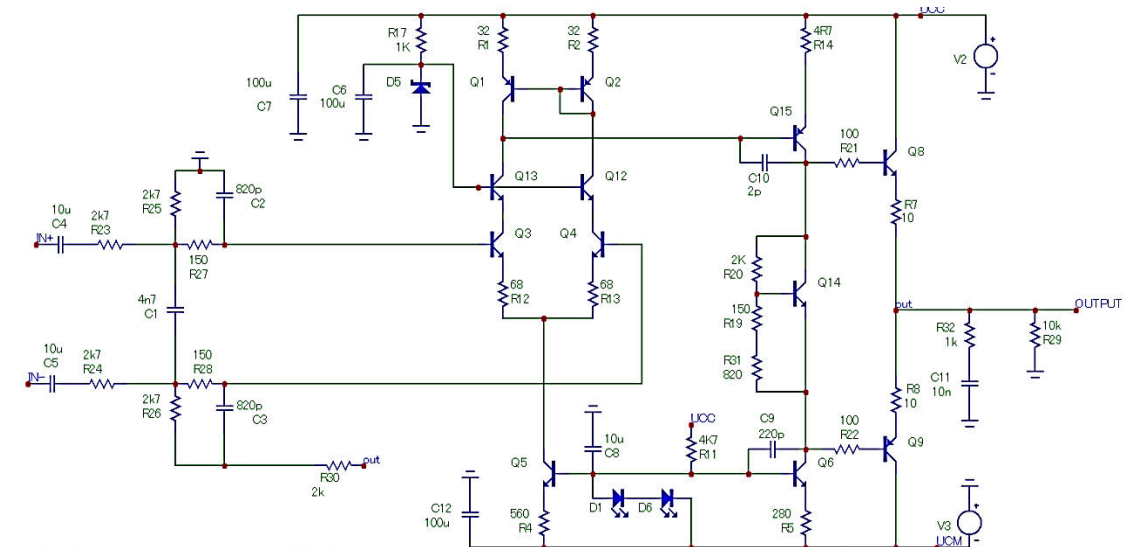 UCC
R17
1K
32
R1
32
R2
4R7
R14
V2
100u
C7
C6
100u
D5
Q1
Q2
Q15
100
R21
Q8
C10
2p
Q13
Q12
820p
C2
2k7
R25
R7
10
10u
C4
2k7
R23
IN+
Q3
Q4
150
R27
2K
R20
Q14
68
R12
68
R13
4n7
C1
150
R19
out
OUTPUT
R32
1k
10k
R29
10u
C5
2k7
R24
150
R28
R31
820
IN-
C11
10n
R8
10
2k7
R26
820p
C3
UCC
C9
220p
100
R22
10u
C8
4K7
R11
Q9
out
R30
2k
Q5
Q6
C12
100u
560
R4
D1
D6
280
R5
V3
UCM